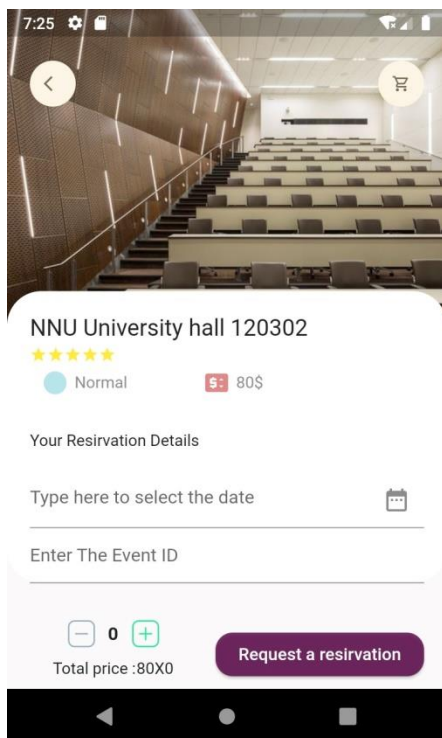 7:25
NNU University hall 120302
Normal
80$
Your Resirvation Details
Type here to select the date
Enter The Event ID
0
Total price :80X0
Request a resirvation